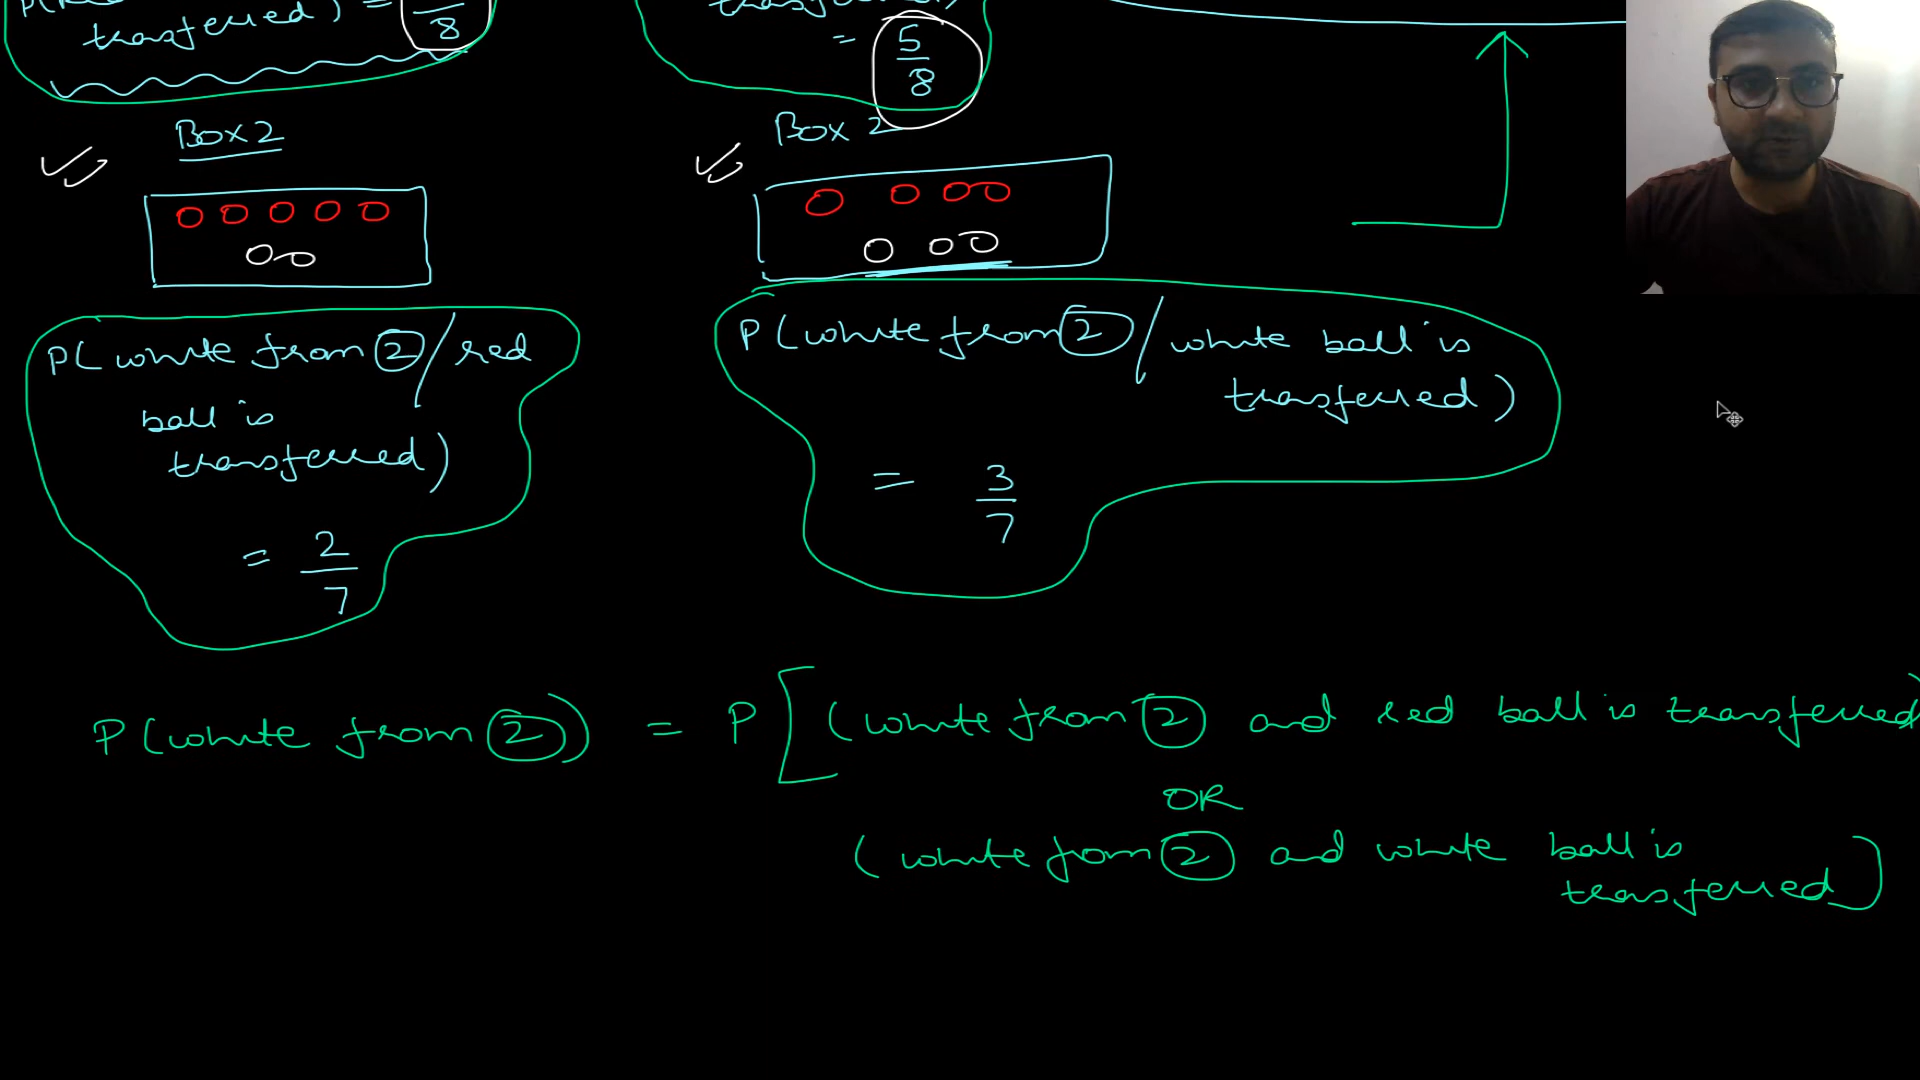 transferred) =
8
= 5
8
Box 2
Box 2
P(white from 2 / red
ball is
transferred)
= 2
7
P(white from 2 / white ball is
transferred)
= 3
7
P(white from 2) = P[(white from 2 and red ball is transferred)
OR
(white from 2 and white ball is
transferred)]